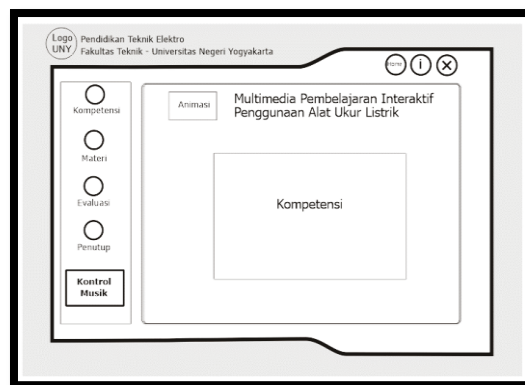 Logo
UNY
Pendidikan Teknik Elektro
Fakultas Teknik - Universitas Negeri Yogyakarta
Home
i
X
Kompetensi
Materi
Evaluasi
Penutup
Kontrol
Musik
Animasi
Multimedia Pembelajaran Interaktif
Penggunaan Alat Ukur Listrik
Kompetensi